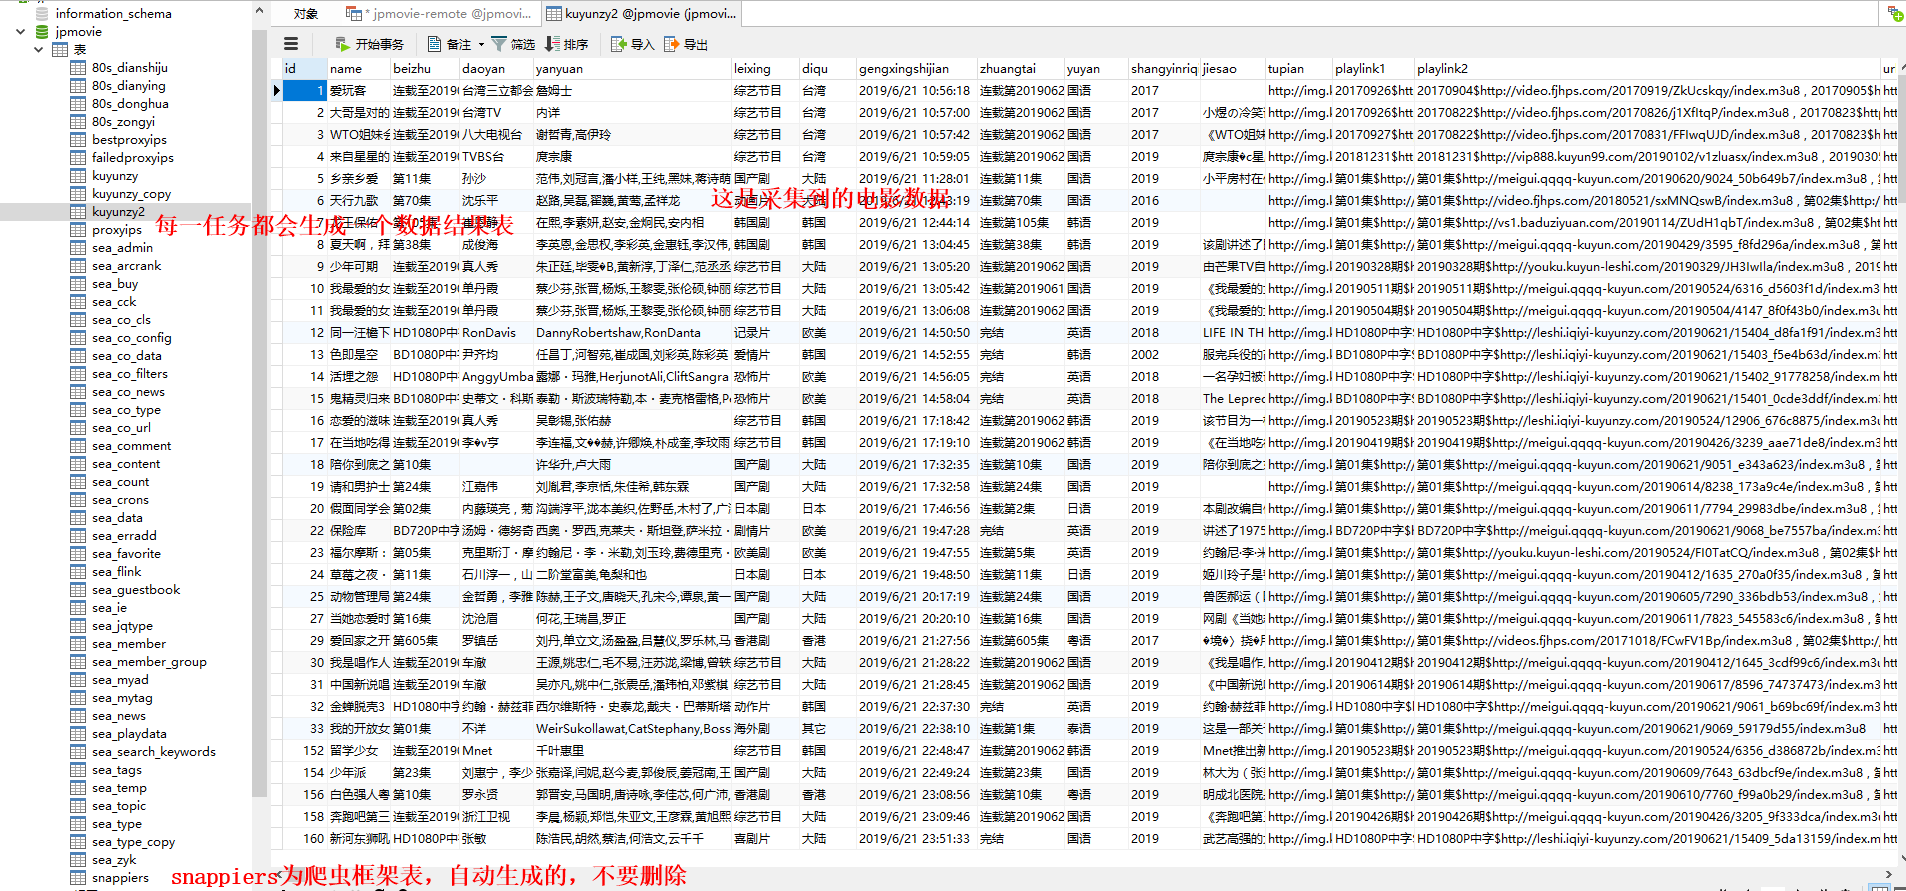 information_schema
jpmovie
表
80s_dianshiju
80s_dianying
80s_donghua
80s_zongyi
bestproxyips
failedproxyips
kuyunzy
kuyunzy_copy
kuyunzy2
proxyips
sea_admin
sea_arcrank
sea_buy
sea_cck
sea_co_cls
sea_co_config
sea_co_data
sea_co_filters
sea_co_news
sea_co_type
sea_co_url
sea_comment
sea_content
sea_count
sea_crons
sea_data
sea_erradd
sea_favorite
sea_flink
sea_guestbook
sea_ie
sea_jqtype
sea_member
sea_member_group
sea_myad
sea_mytag
sea_news
sea_playdata
sea_search_keywords
sea_tags
sea_temp
sea_topic
sea_type
sea_type_copy
sea_zyk
snappiers
对象 * jpmovie-remote @jpmovi... kuyunzy2 @jpmovie (jpmovi...
开始事务 备注 筛选 排序 导入 导出
id name beizhu daoyan yanyuan leixing diqu gengxingshijian zhuangtai yuyan shangyinriq jiesao tupian playlink1 playlink2 ur
1 爱玩客 连载至2019 台湾三立都会 詹姆士 综艺节目 台湾 2019/6/21 10:56:18 连载第2019062 国语 2017 http://img.l 20170926$htt 20170904$http://video.fjhps.com/20170919/ZkUcskqy/index.m3u8 , 20170905$h htt
2 大哥是对的 连载至2019 台湾TV 内详 综艺节目 台湾 2019/6/21 10:57:00 连载第2019062 国语 2017 小煜の冷笑 http://img.l 20170926$htt 20170822$http://video.fjhps.com/20170826/j1XfItqP/index.m3u8 , 20170823$htt htt
3 WTO姐妹会 连载至2019 八大电视台 谢哲青,高伊玲 综艺节目 台湾 2019/6/21 10:57:42 连载第2019062 国语 2017 《WTO姐妹 http://img.l 20170927$htt 20170822$http://video.fjhps.com/20170831/FFIwqUJD/index.m3u8 , 20170823$h htt
4 来自星星的 连载至2019 TVBS台 庹宗康 综艺节目 台湾 2019/6/21 10:59:05 连载第2019062 国语 2019 庹宗康�c星 http://img.l 20181231$htt 20181231$http://vip888.kuyun99.com/20190102/v1zluasx/index.m3u8 , 2019030 htt
5 乡亲乡爱 第11集 孙沙 范伟,刘冠言,潘小样,王纯,黑妹,蒋诗萌 国产剧 大陆 2019/6/21 11:28:01 连载第11集 国语 2019 小平房村在 http://img.l 第01集$http:/ 第01集$http://meigui.qqqq-kuyun.com/20190620/9024_50b649b7/index.m3u8 , 第 htt
6 天行九歌 第70集 沈乐平 赵路,吴磊,翟巍,黄莺,孟祥龙 2019 连载第70集 国语 2016 http://img.l 第01集$http:/ 第01集$http://video.com/20180521/sxMNQswB/index.m3u8 , 第02集$http:/ htt
在熙,李素妍,赵安,金炯民,安内相 韩国剧 韩国 2019/6/21 12:44:14 连载第105集 韩语 2019 http://img.l 第01集$http:/ 第01集$http://vs1.baduziyuan.com/20190114/ZUdH1qbT/index.m3u8 , 第02集$ htt
8 夏天啊，拜 第38集 成俊海 李英恩,金思权,李彩英,金惠钰,李汉伟, 韩国剧 韩国 2019/6/21 13:04:45 连载第38集 韩语 2019 该剧讲述了 http://img.l 第01集$http:/ 第01集$http://meigui.qqqq-kuyun.com/20190429/3595_f8fd296a/index.m3u8 , 第 htt
9 少年可期 连载至2019 真人秀 朱正廷,毕雯�B,黄新淳,丁泽仁,范丞丞 综艺节目 大陆 2019/6/21 13:05:20 连载第2019062 国语 2019 由芒果TV自 http://img.l 20190328期$h 20190328期$http://youku.kuyun-leshi.com/20190329/JH3IwIla/index.m3u8 , 2019 htt
10 我最爱的女 连载至2019 单丹霞 蔡少芬,张晋,杨烁,王黎雯,张伦硕,钟丽 综艺节目 大陆 2019/6/21 13:05:42 连载第2019061 国语 2019 《我最爱的 http://img.l 20190511期$h 20190511期$http://meigui.qqqq-kuyun.com/20190524/6316_d5603f1d/index.m3 htt
11 我最爱的女 连载至2019 单丹霞 蔡少芬,张晋,杨烁,王黎雯,张伦硕,钟丽 综艺节目 大陆 2019/6/21 13:06:08 连载第2019062 国语 2019 《我最爱的 http://img.l 20190504期$h 20190504期$http://meigui.qqqq-kuyun.com/20190504/4147_8f0f43b0/index.m3u htt
12 同一汪檐下 HD1080P中 RonDavis DannyRobertshaw,RonDanta 记录片 欧美 2019/6/21 14:50:50 完结 英语 2018 LIFE IN TH http://img.l HD1080P中字 HD1080P中字$http://leshi.iqiyi-kuyunzy.com/20190621/15404_d8fa1f91/index.m3 htt
13 色即是空 BD1080P中 尹齐均 任昌丁,河智苑,崔成国,刘彩英,陈彩英 爱情片 韩国 2019/6/21 14:52:55 完结 韩语 2002 服完兵役的 http://img.l BD1080P中字 BD1080P中字$http://leshi.iqiyi-kuyunzy.com/20190621/15403_f5e4b63d/index.m htt
14 活埋之怨 HD1080P中 AnggyUmba 露娜·玛雅,HerjunotAli,CliftSangra 恐怖片 欧美 2019/6/21 14:56:05 完结 英语 2018 一名孕妇被 http://img.l HD1080P中字 HD1080P中字$http://leshi.iqiyi-kuyunzy.com/20190621/15402_91778258/index.m htt
15 鬼精灵归来 BD1080P中 史蒂文·科斯 泰勒·斯波瑞特勒,本·麦克格雷格,Po 恐怖片 欧美 2019/6/21 14:58:04 完结 英语 2018 The Leprec http://img.l BD1080P中字 BD1080P中字$http://leshi.iqiyi-kuyunzy.com/20190621/15401_0cde3ddf/index.m htt
16 恋爱的滋味 连载至2019 真人秀 吴彰锡,张佑赫 综艺节目 韩国 2019/6/21 17:18:42 连载第2019062 韩语 2019 该节目为一 http://img.l 20190523期$h 20190523期$http://leshi.iqiyi-kuyunzy.com/20190524/12906_676c8875/index.m3 htt
17 在当地吃得 连载至2019 李�v亨 李连福,文��赫,许卿焕,朴成奎,李玟雨 综艺节目 韩国 2019/6/21 17:19:10 连载第2019061 韩语 2019 《在当地吃 http://img.l 20190419期$h 20190419期$http://meigui.qqqq-kuyun.com/20190426/3239_aae71de8/index.m3 htt
18 陪你到底之 第10集 许华升,卢大雨 国产剧 大陆 2019/6/21 17:32:35 连载第10集 国语 2019 陪你到底之 http://img.l 第01集$http:/ 第01集$http://meigui.qqqq-kuyun.com/20190621/9051_e343a623/index.m3u8 , 第 htt
19 请和男护士 第24集 江嘉伟 刘胤君,李京恬,朱佳希,韩东霖 国产剧 大陆 2019/6/21 17:32:58 连载第24集 国语 2019 http://img.l 第01集$http:/ 第01集$http://meigui.qqqq-kuyun.com/20190614/8238_173a9c4e/index.m3u8 , 第 htt
20 假面同学会 第02集 内藤瑛亮，菊 沟端淳平,泷本美织,佐野岳,木村了,广 日本剧 日本 2019/6/21 17:46:56 连载第2集 日语 2019 本剧改编自 http://img.l 第01集$http:/ 第01集$http://meigui.qqqq-kuyun.com/20190611/7794_29983dbe/index.m3u8 , 第 htt
22 保险库 BD720P中字 汤姆·德努奇 西奥·罗西,克莱夫·斯坦登,萨米拉· 剧情片 欧美 2019/6/21 19:47:28 完结 英语 2019 讲述了1975 http://img.l BD720P中字$l BD720P中字$http://meigui.qqqq-kuyun.com/20190621/9068_be7557ba/index.m3 htt
23 福尔摩斯： 第05集 克里斯汀·摩 约翰尼·李·米勒,刘玉玲,费德里克· 欧美剧 欧美 2019/6/21 19:47:55 连载第5集 英语 2019 约翰尼·李·米 http://img.l 第01集$http:/ 第01集$http://youku.kuyun-leshi.com/20190524/FI0TatCQ/index.m3u8 , 第02集$h htt
24 草莓之夜· 第11集 石川淳一，山 二阶堂富美,龟梨和也 日本剧 日本 2019/6/21 19:48:50 连载第11集 日语 2019 姬川玲子是 http://img.l 第01集$http:/ 第01集$http://meigui.qqqq-kuyun.com/20190412/1635_270a0f35/index.m3u8 , 第 htt
25 动物管理局 第24集 金哲勇，李雅 陈赫,王子文,唐晓天,孔宋今,谭泉,黄一 国产剧 大陆 2019/6/21 20:17:19 连载第24集 国语 2019 兽医郝运（ http://img.l 第01集$http:/ 第01集$http://meigui.qqqq-kuyun.com/20190605/7290_336bdb53/index.m3u8 , 第 htt
27 当她恋爱时 第16集 沈沧眉 何花,王瑞昌,罗正 国产剧 大陆 2019/6/21 20:20:10 连载第16集 国语 2019 网剧《当她 http://img.l 第01集$http:/ 第01集$http://meigui.qqqq-kuyun.com/20190611/7823_545583c6/index.m3u8 , 第 htt
29 爱回家之开 第605集 罗镇岳 刘丹,单立文,汤盈盈,吕慧仪,罗乐林,马 香港剧 香港 2019/6/21 21:27:56 连载第605集 粤语 2017 http://img.l 第01集$http:/ 第01集$http://videos.fjhps.com/20171018/FCwFV1Bp/index.m3u8 , 第02集$http:/ htt
30 我是唱作人 连载至2019 车澈 王源,姚忠仁,毛不易,汪苏泷,梁博,曾轶 综艺节目 大陆 2019/6/21 21:28:22 连载第2019062 国语 2019 《我是唱作 http://img.l 20190412期$h 20190412期$http://meigui.qqqq-kuyun.com/20190412/1645_3cdf99c6/index.m3u htt
31 中国新说唱 连载至2019 车澈 吴亦凡,姚中仁,张震岳,潘玮柏,邓紫棋 综艺节目 大陆 2019/6/21 21:28:45 连载第2019062 国语 2019 《中国新说 http://img.l 20190614期$h 20190614期$http://meigui.qqqq-kuyun.com/20190617/8596_74737473/index.m3 htt
32 金蝉脱壳3 HD1080P中字 约翰·赫兹菲 西尔维斯特·史泰龙,戴夫·巴蒂斯塔 动作片 韩国 2019/6/21 22:37:30 完结 英语 2019 约翰·赫兹菲 http://img.l HD1080P中字 HD1080P中字$http://meigui.qqqq-kuyun.com/20190621/9061_b69bc69f/index.m3 htt
33 我的开放女 第01集 不详 WeirSukollawat,CatStephany,Boss 海外剧 其它 2019/6/21 22:38:10 连载第1集 泰语 2019 这是一部关 http://img.l 第01集$http:/ 第01集$http://meigui.qqqq-kuyun.com/20190621/9069_59179d55/index.m3u8 htt
152 留学少女 连载至2019 Mnet 千叶惠里 综艺节目 韩国 2019/6/21 22:48:47 连载第2019062 韩语 2019 Mnet推出新 http://img.l 20190523期$h 20190523期$http://meigui.qqqq-kuyun.com/20190524/6356_d386872b/index.m3 htt
154 少年派 第23集 刘惠宁，李少 张嘉译,闫妮,赵今麦,郭俊辰,姜冠南,王 国产剧 大陆 2019/6/21 22:49:24 连载第23集 国语 2019 林大为（张 http://img.l 第01集$http:/ 第01集$http://meigui.qqqq-kuyun.com/20190609/7643_63dbcf9e/index.m3u8 , 第 htt
156 白色强人粤 第10集 罗永贤 郭晋安,马国明,唐诗咏,李佳芯,何广沛, 香港剧 香港 2019/6/21 23:08:56 连载第10集 粤语 2019 明成北医院 http://img.l 第01集$http:/ 第01集$http://meigui.qqqq-kuyun.com/20190610/7760_f99a0b29/index.m3u8 , 第 htt
158 奔跑吧第三 连载至2019 浙江卫视 李晨,杨颖,郑恺,朱亚文,王彦霖,黄旭熙 综艺节目 大陆 2019/6/21 23:09:46 连载第2019062 国语 2019 《奔跑吧第 http://img.l 20190426期$h 20190426期$http://meigui.qqqq-kuyun.com/20190426/3205_9f333dca/index.m3u htt
160 新河东狮吼 HD1080P中 张敏 陈浩民,胡然,蔡洁,何浩文,云千千 喜剧片 大陆 2019/6/21 23:51:33 完结 国语 2019 武艺高强的 http://img.l HD1080P中字 HD1080P中字$http://leshi.iqiyi-kuyunzy.com/20190621/15409_5da13159/index.m htt
这是采集到的电影数据
每一任务都会生成一个数据结果表
snappiers为爬虫框架表，自动生成的，不要删除